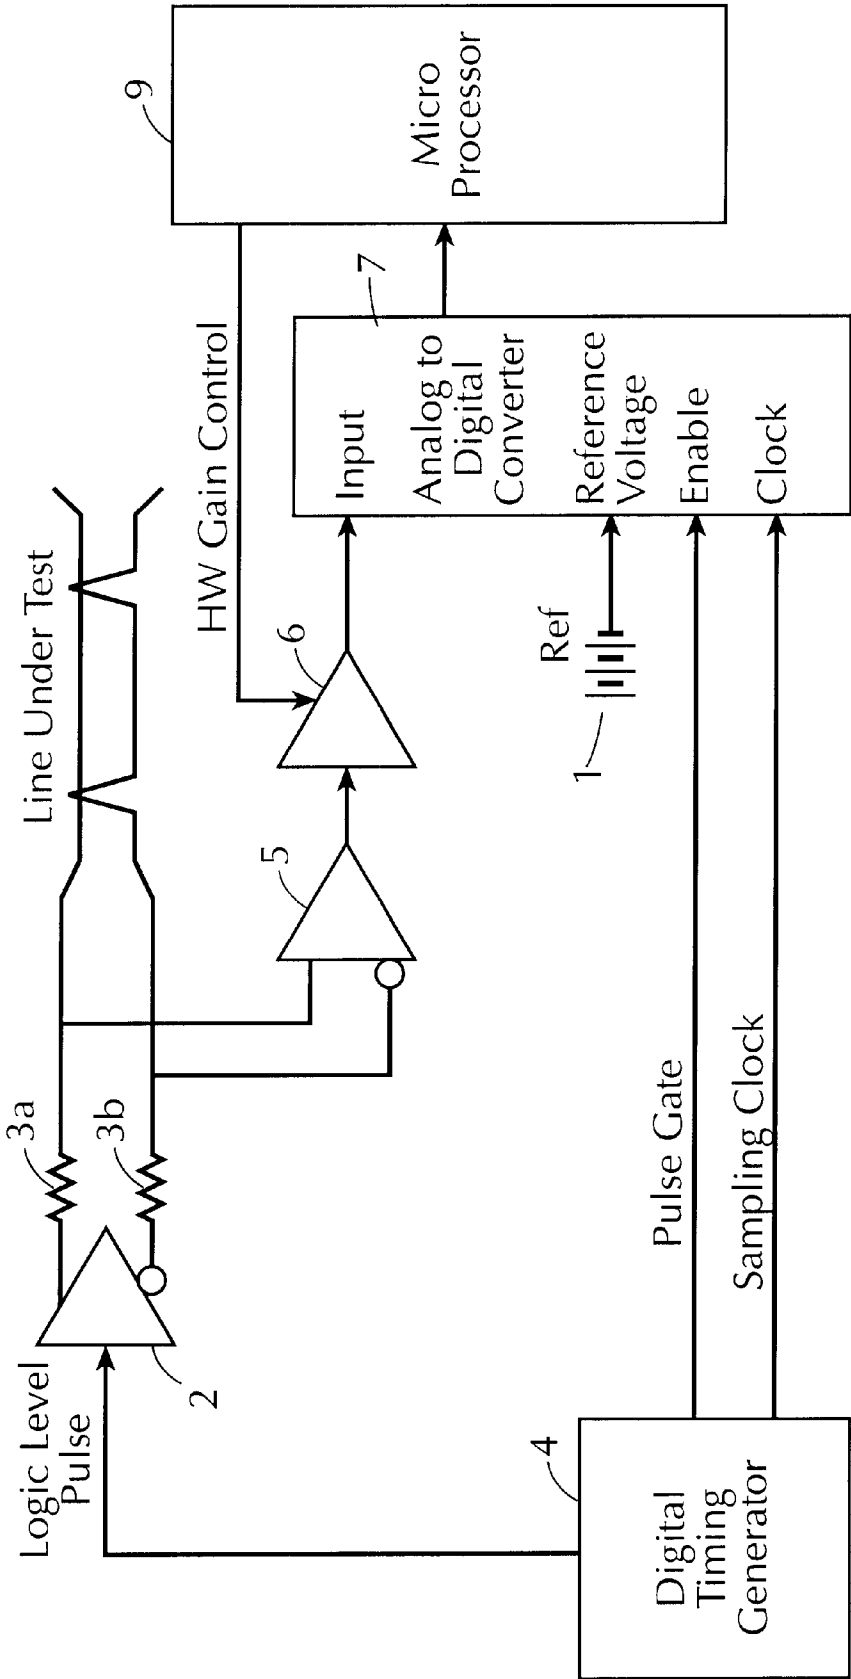 Logic Level
Pulse
2
3a
3b
Line Under Test
5
6
HW Gain Control
9
Micro
Processor
7
Input
Analog to
Digital
Converter
Reference
Voltage
Enable
Clock
Ref
1
Pulse Gate
Sampling Clock
4
Digital
Timing
Generator